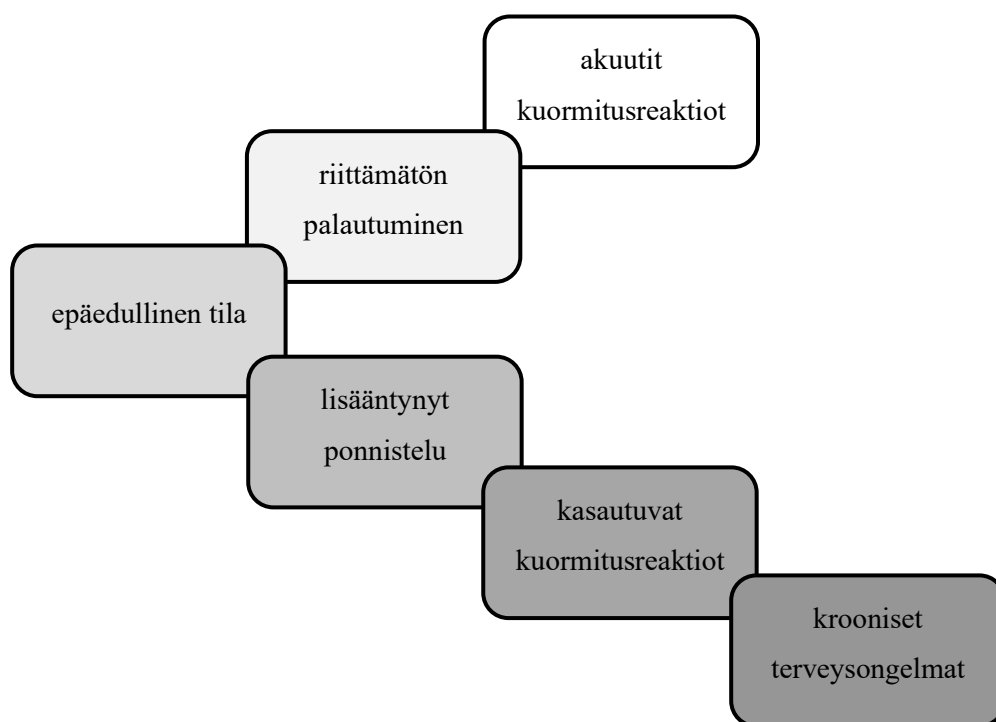 akuutit
kuormitusreaktiot
riittämätön
palautuminen
epäedullinen tila
lisääntynyt
ponnistelu
kasautuvat
kuormitusreaktiot
krooniset
terveysongelmat